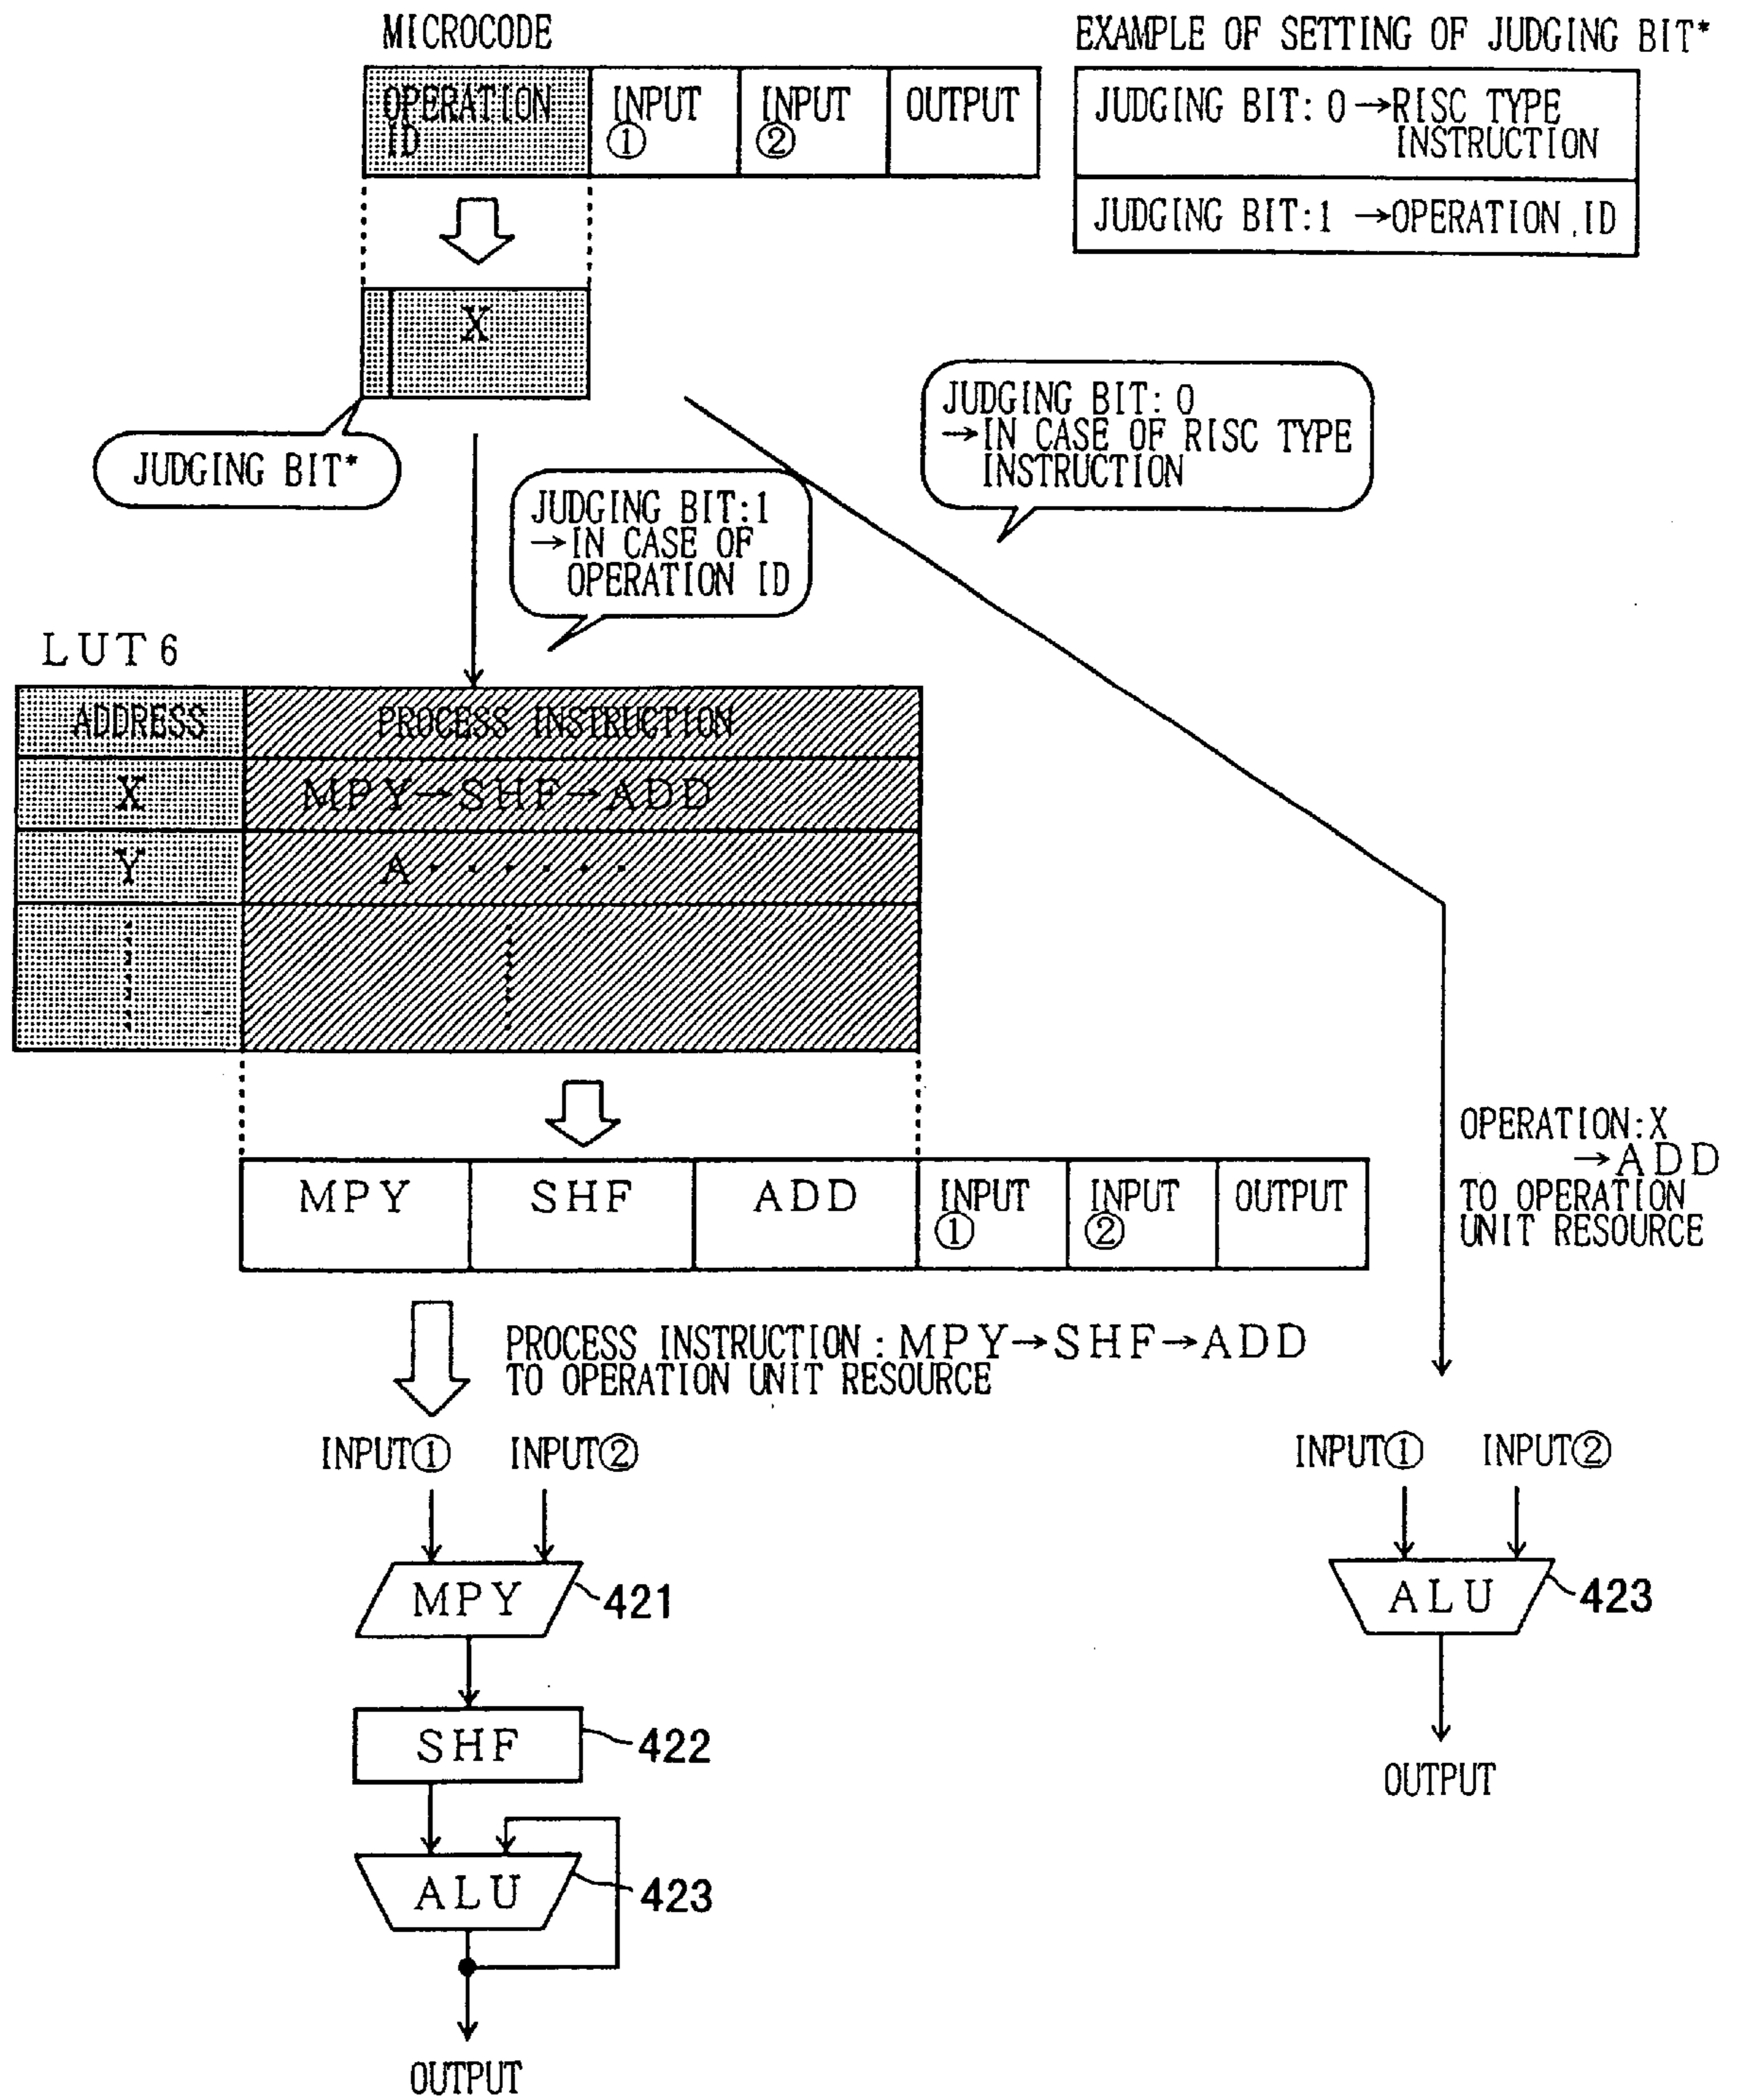 MICROCODE
EXAMPLE OF SETTING OF JUDGING BIT*
OPERATION ID
INPUT ①
INPUT ②
OUTPUT
JUDGING BIT: 0 →RISC TYPE
INSTRUCTION
JUDGING BIT:1 →OPERATION ID
X
JUDGING BIT*
JUDGING BIT: 0
→IN CASE OF RISC TYPE
INSTRUCTION
JUDGING BIT:1
→IN CASE OF
OPERATION ID
LUT6
ADDRESS
PROCESS INSTRUCTION
X
MPY→SHF→ADD
Y
A・・・・・・
MPY
SHF
ADD
INPUT ①
INPUT ②
OUTPUT
OPERATION:X
→ADD
TO OPERATION
UNIT RESOURCE
PROCESS INSTRUCTION : MPY→SHF→ADD
TO OPERATION UNIT RESOURCE
INPUT① INPUT②
INPUT① INPUT②
MPY
421
ALU
423
SHF
422
OUTPUT
ALU
423
OUTPUT